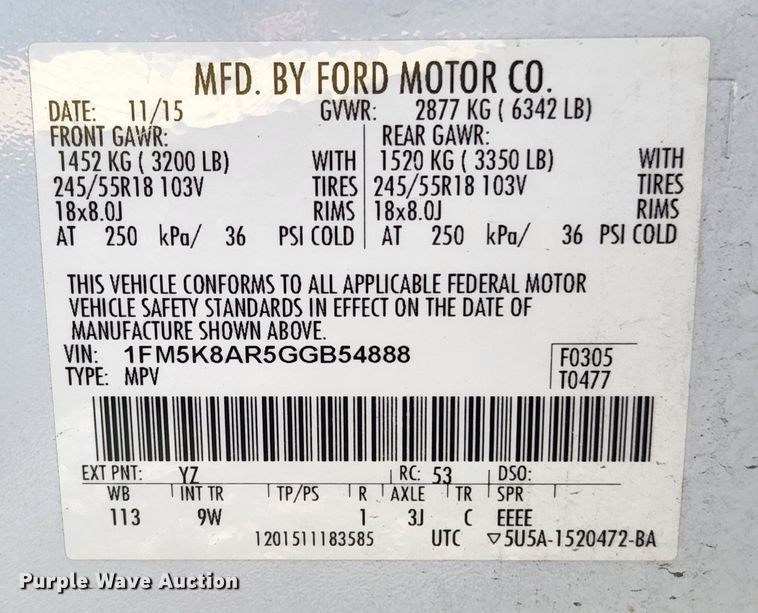 MFD. BY FORD MOTOR CO.
DATE: 11/15 GVWR: 2877 KG ( 6342 LB)
FRONT GAWR: REAR GAWR:
1452 KG ( 3200 LB) WITH 1520 KG ( 3350 LB) WITH
245/55R18 103V TIRES 245/55R18 103V TIRES
18x8.0J RIMS 18x8.0J RIMS
AT 250 kPa/ 36 PSI COLD AT 250 kPa/ 36 PSI COLD
THIS VEHICLE CONFORMS TO ALL APPLICABLE FEDERAL MOTOR
VEHICLE SAFETY STANDARDS IN EFFECT ON THE DATE OF
MANUFACTURE SHOWN ABOVE.
VIN: 1FM5K8AR5GGB54888 F0305
TYPE: MPV T0477
EXT PNT: YZ RC: 53 DSO:
WB INT TR TP/PS R AXLE TR SPR
113 9W 1 3J C EEEE
1201511183585 UTC ▽5U5A-1520472-BA
Purple Wave Auction